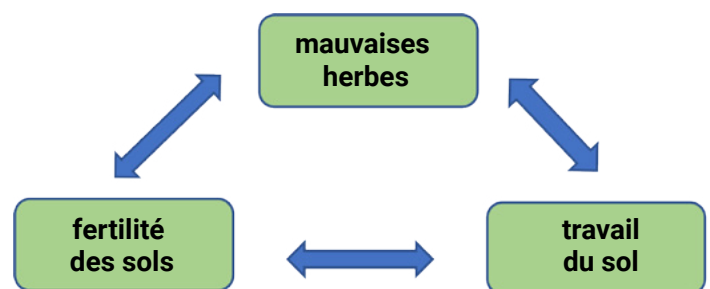 mauvaises
herbes
fertilité
des sols
travail
du sol